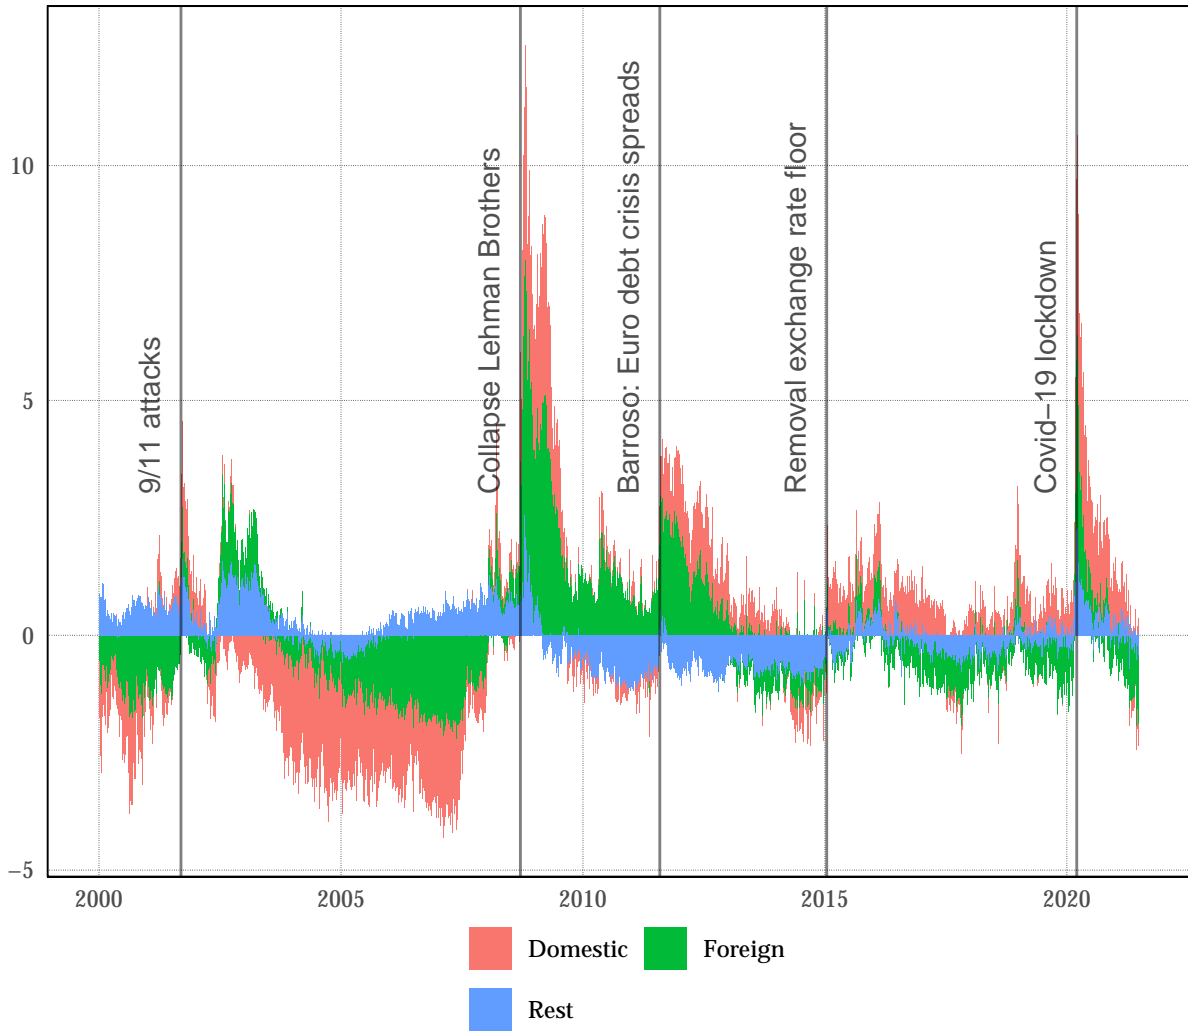 10
5
0
−5
9/11 attacks
Collapse Lehman Brothers
Barroso: Euro debt crisis spreads
Removal exchange rate floor
Covid−19 lockdown
2000
2005
2010
2015
2020
Domestic
Foreign
Rest